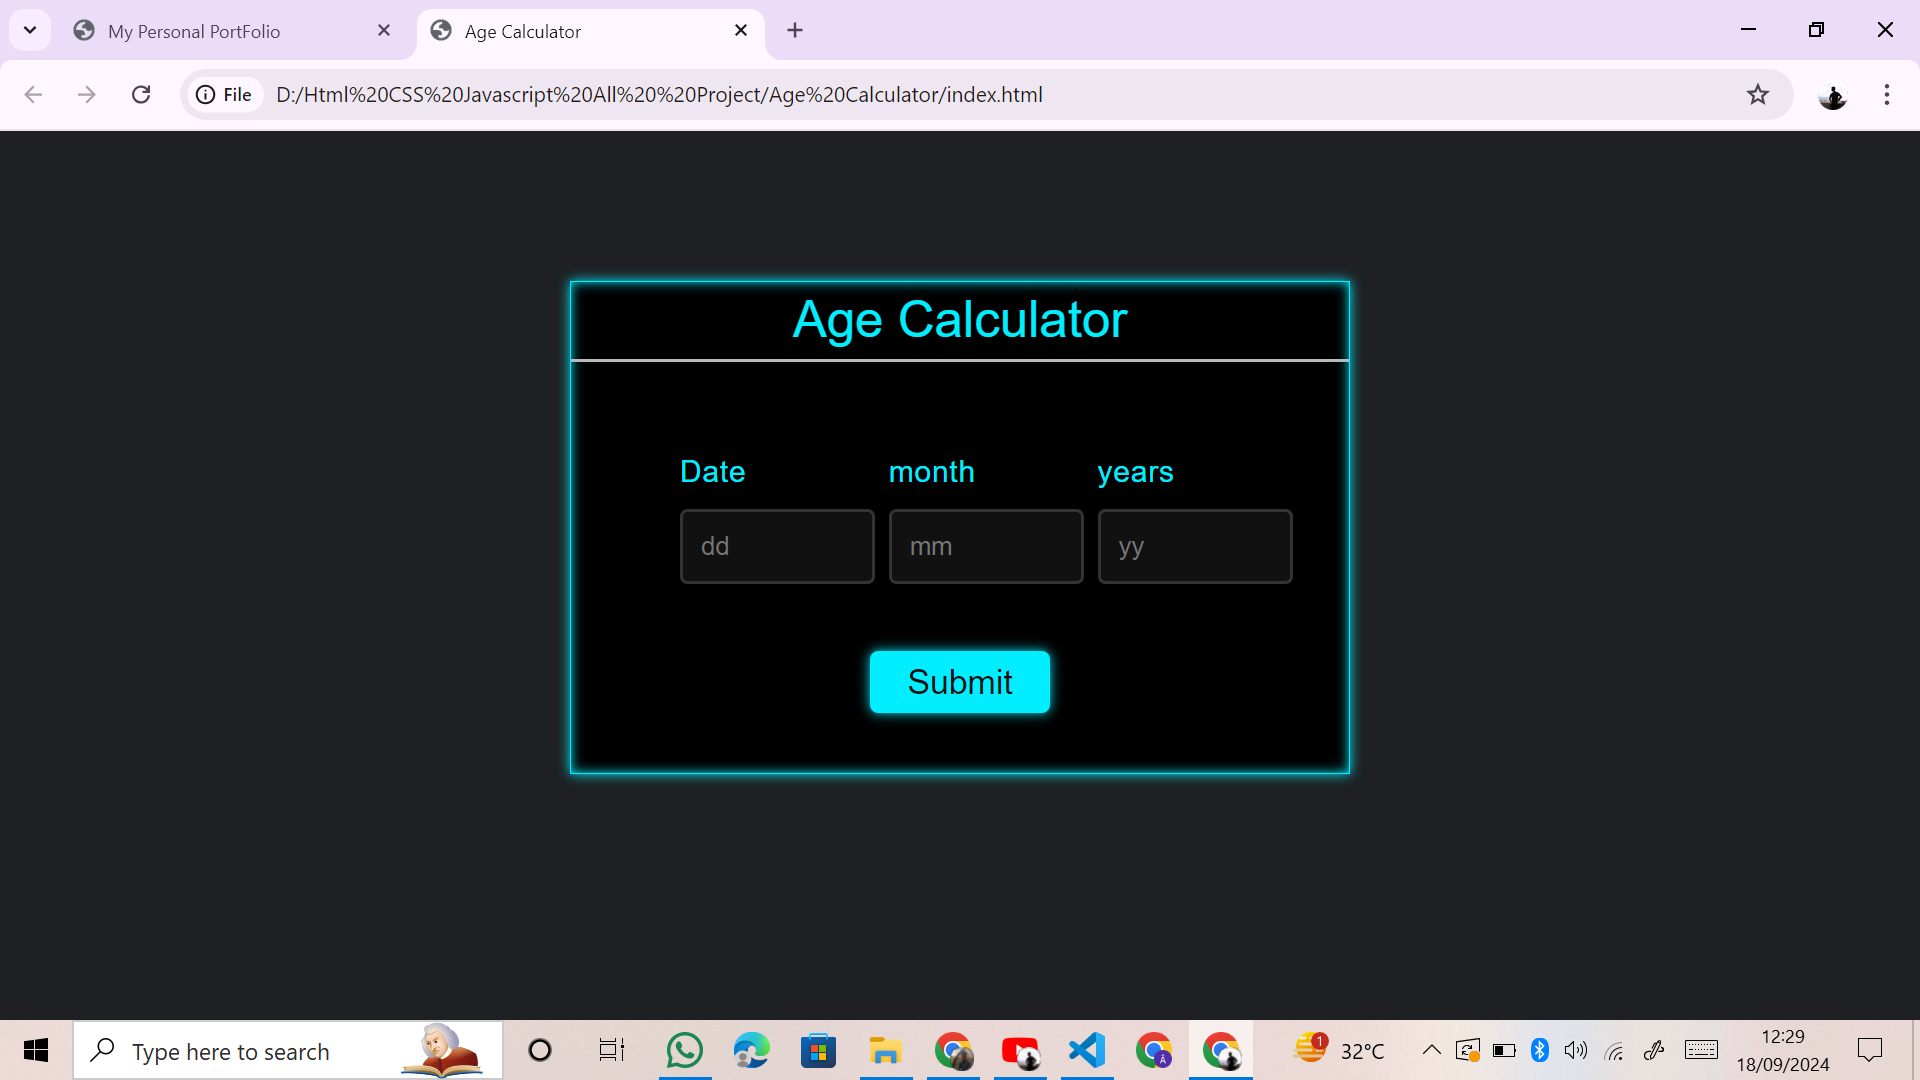 My Personal PortFolio
Age Calculator
File
D:/Html%20CSS%20Javascript%20All%20%20Project/Age%20Calculator/index.html
Age Calculator
Date month years
dd mm yy
Submit
Type here to search
1
32°C
12:29
18/09/2024